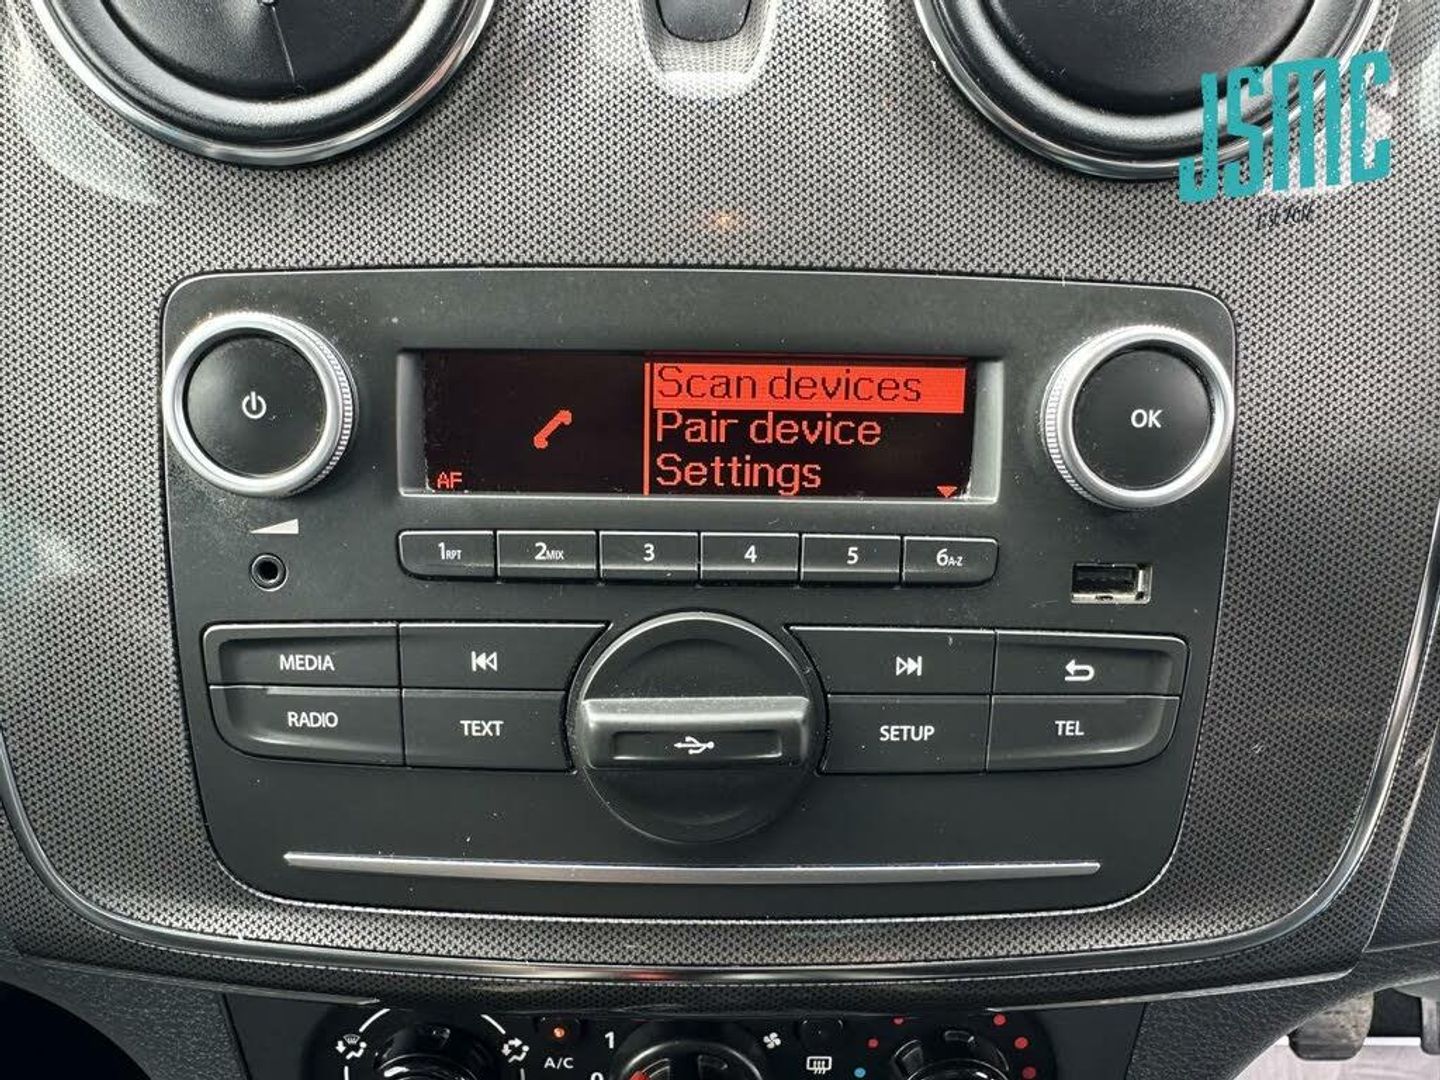 JSMC
Scan devices
Pair device
Settings
AF
OK
1RPT
2MIX
3
4
5
6A-Z
MEDIA
RADIO
TEXT
SETUP
TEL
A/C
1
0